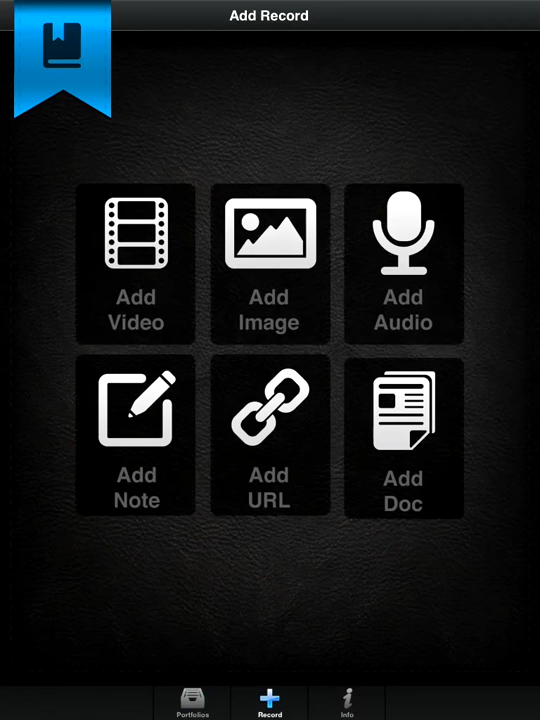 Add Record
Add
Video
Add
Image
Add
Audio
Add
Note
Add
URL
Add
Doc
Portfolios
Record
Info